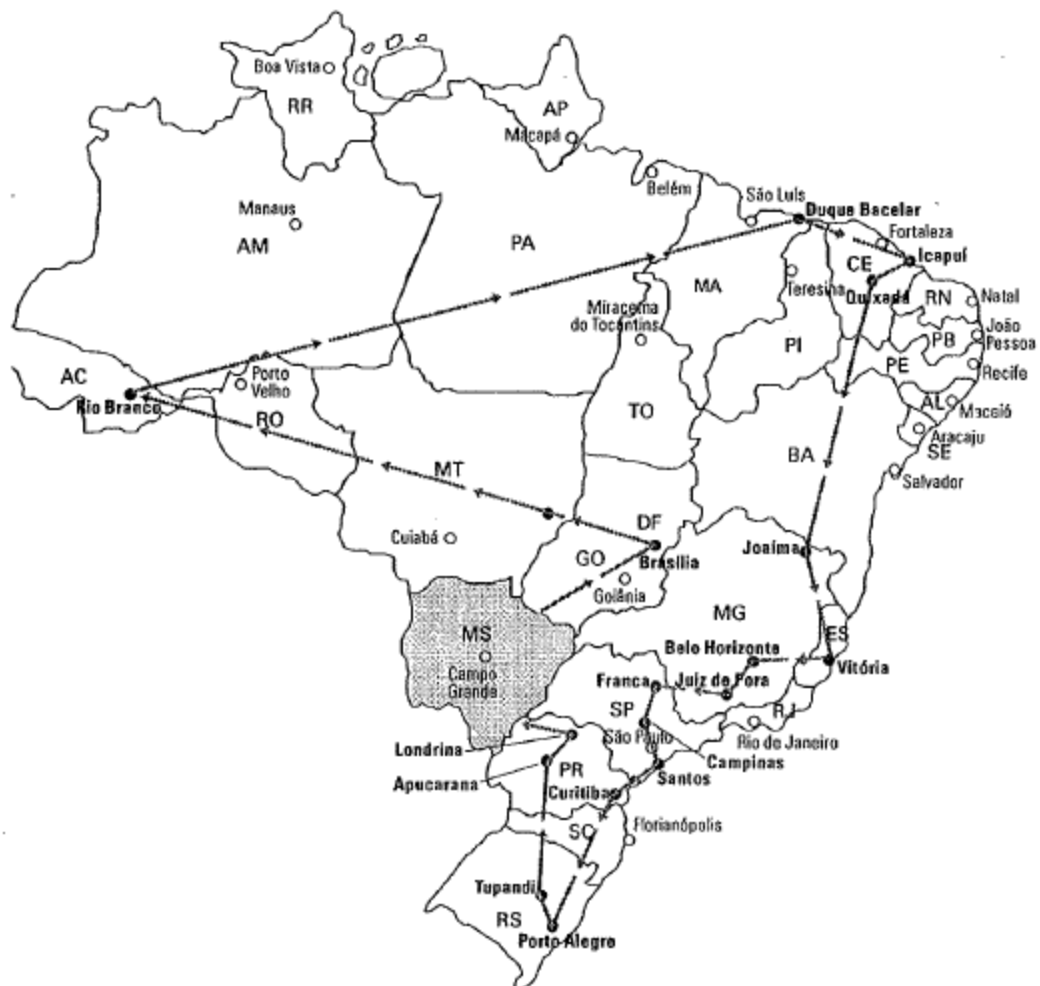 Boa Vista
RR
AP
Macapá
Belém
São Luís
Duque Bacelar
Manaus
Fortaleza
AM
PA
CE
Icapuí
Teresina
MA
Quixadá
RN
Natal
Miracema
do Tocantins
João
Pessoa
PI
PB
PE
Recife
AC
Porto
Velho
Rio Branco
TO
AL
Maceió
RO
Aracaju
SE
BA
MT
Salvador
DF
Cuiabá
Joaíma
GO
Brasília
Goiânia
MG
MS
ES
Belo Horizonte
Vitória
Campo
Grande
Franca
Juiz de Fora
SP
RJ
São Paulo
Rio de Janeiro
Londrina
Campinas
Apucarana
PR
Santos
Curitiba
SC
Florianópolis
Tupandi
RS
Porto Alegre